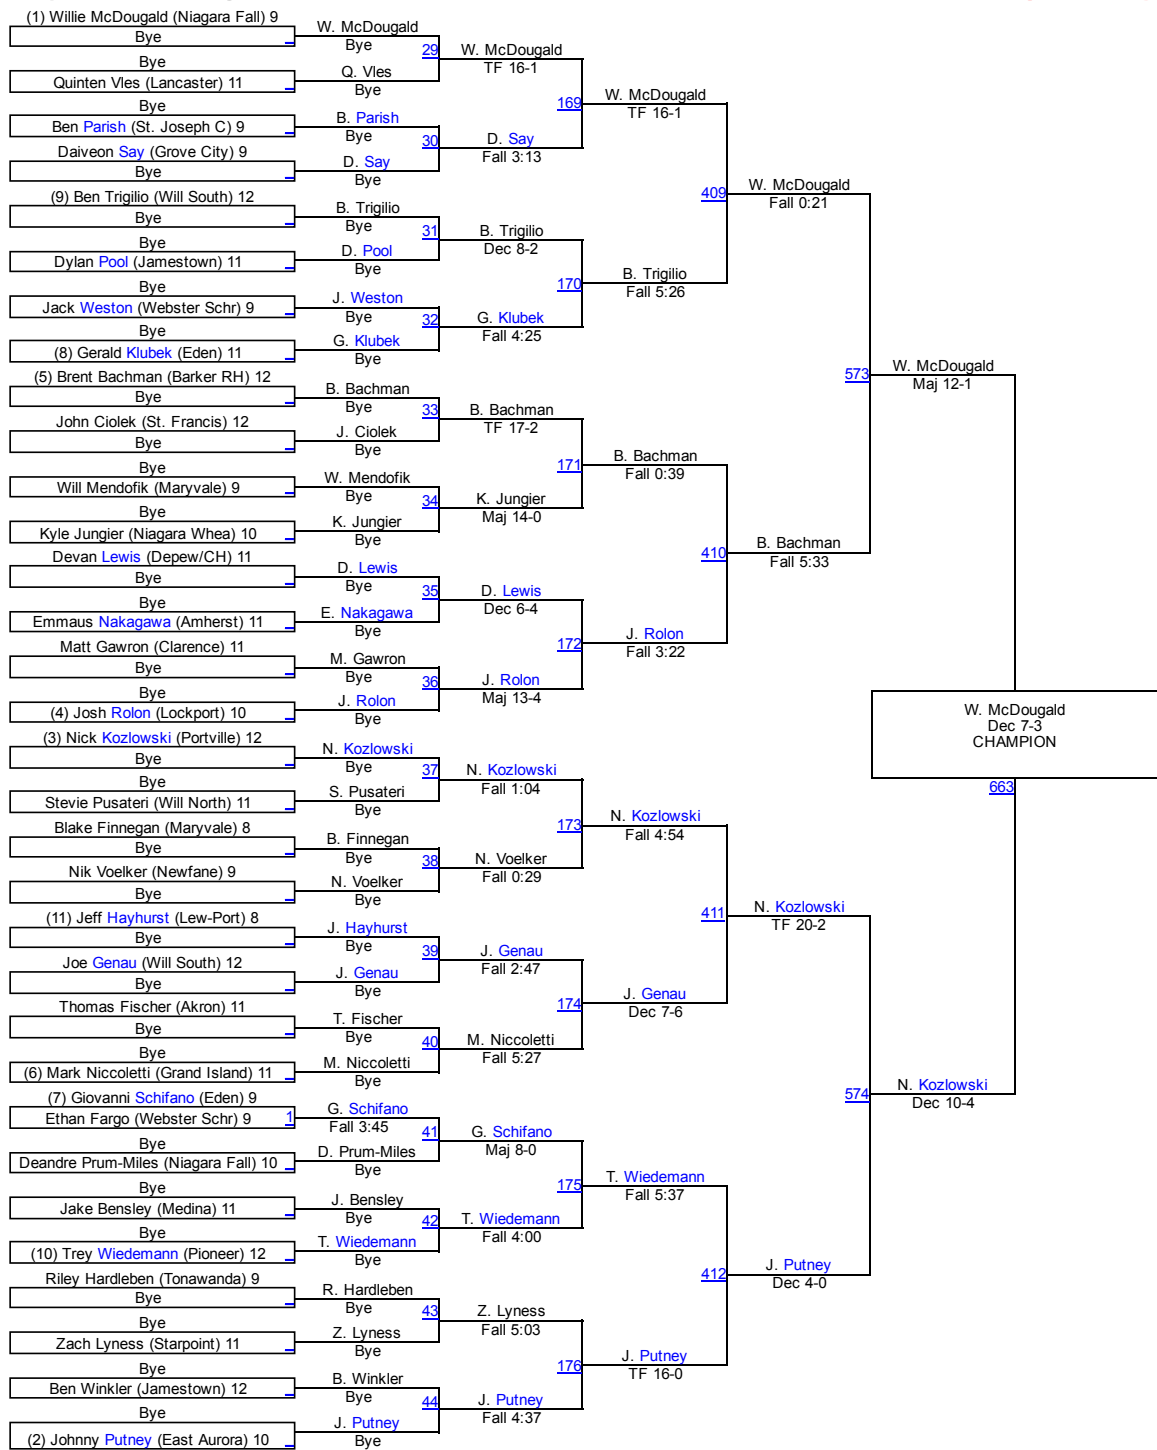 (1) Willie McDougald (Niagara Fall) 9
Bye
Bye
Quinten Vles (Lancaster) 11
Bye
Ben Parish (St. Joseph C) 9
Daiveon Say (Grove City) 9
Bye
(9) Ben Trigilio (Will South) 12
Bye
Bye
Dylan Pool (Jamestown) 11
Bye
Jack Weston (Webster Schr) 9
Bye
(8) Gerald Klubek (Eden) 11
(5) Brent Bachman (Barker RH) 12
Bye
John Ciolek (St. Francis) 12
Bye
Bye
Will Mendofik (Maryvale) 9
Bye
Kyle Jungier (Niagara Whea) 10
Devan Lewis (Depew/CH) 11
Bye
Bye
Emmaus Nakagawa (Amherst) 11
Matt Gawron (Clarence) 11
Bye
Bye
(4) Josh Rolon (Lockport) 10
(3) Nick Kozlowski (Portville) 12
Bye
Bye
Stevie Pusateri (Will North) 11
Blake Finnegan (Maryvale) 8
Bye
Nik Voelker (Newfane) 9
Bye
(11) Jeff Hayhurst (Lew-Port) 8
Bye
Joe Genau (Will South) 12
Bye
Thomas Fischer (Akron) 11
Bye
Bye
(6) Mark Niccoletti (Grand Island) 11
(7) Giovanni Schifano (Eden) 9
Ethan Fargo (Webster Schr) 9 1
Bye
Deandre Prum-Miles (Niagara Fall) 10
Bye
Jake Bensley (Medina) 11
Bye
(10) Trey Wiedemann (Pioneer) 12
Riley Hardleben (Tonawanda) 9
Bye
Bye
Zach Lyness (Starpoint) 11
Bye
Ben Winkler (Jamestown) 12
Bye
(2) Johnny Putney (East Aurora) 10
W. McDougald
Bye
29
Q. Vles
Bye
B. Parish
Bye
30
D. Say
Bye
B. Trigilio
Bye
31
D. Pool
Bye
J. Weston
Bye
32
G. Klubek
Bye
B. Bachman
Bye
33
J. Ciolek
Bye
W. Mendofik
Bye
34
K. Jungier
Bye
D. Lewis
Bye
35
E. Nakagawa
Bye
M. Gawron
Bye
36
J. Rolon
Bye
N. Kozlowski
Bye
37
S. Pusateri
Bye
B. Finnegan
Bye
38
N. Voelker
Bye
J. Hayhurst
Bye
39
J. Genau
Bye
T. Fischer
Bye
40
M. Niccoletti
Bye
G. Schifano
Fall 3:45
41
D. Prum-Miles
Bye
J. Bensley
Bye
42
T. Wiedemann
Bye
R. Hardleben
Bye
43
Z. Lyness
Bye
B. Winkler
Bye
44
J. Putney
Bye
W. McDougald
TF 16-1
169
D. Say
Fall 3:13
B. Trigilio
Dec 8-2
170
G. Klubek
Fall 4:25
B. Bachman
TF 17-2
171
K. Jungier
Maj 14-0
D. Lewis
Dec 6-4
172
J. Rolon
Maj 13-4
N. Kozlowski
Fall 1:04
173
N. Voelker
Fall 0:29
J. Genau
Fall 2:47
174
M. Niccoletti
Fall 5:27
G. Schifano
Maj 8-0
175
T. Wiedemann
Fall 4:00
Z. Lyness
Fall 5:03
176
J. Putney
Fall 4:37
W. McDougald
TF 16-1
409
B. Trigilio
Fall 5:26
B. Bachman
Fall 0:39
410
J. Rolon
Fall 3:22
N. Kozlowski
Fall 4:54
411
J. Genau
Dec 7-6
T. Wiedemann
Fall 5:37
412
J. Putney
TF 16-0
W. McDougald
Fall 0:21
573
B. Bachman
Fall 5:33
N. Kozlowski
TF 20-2
574
J. Putney
Dec 4-0
W. McDougald
Maj 12-1
W. McDougald
Dec 7-3
CHAMPION
663
N. Kozlowski
Dec 10-4